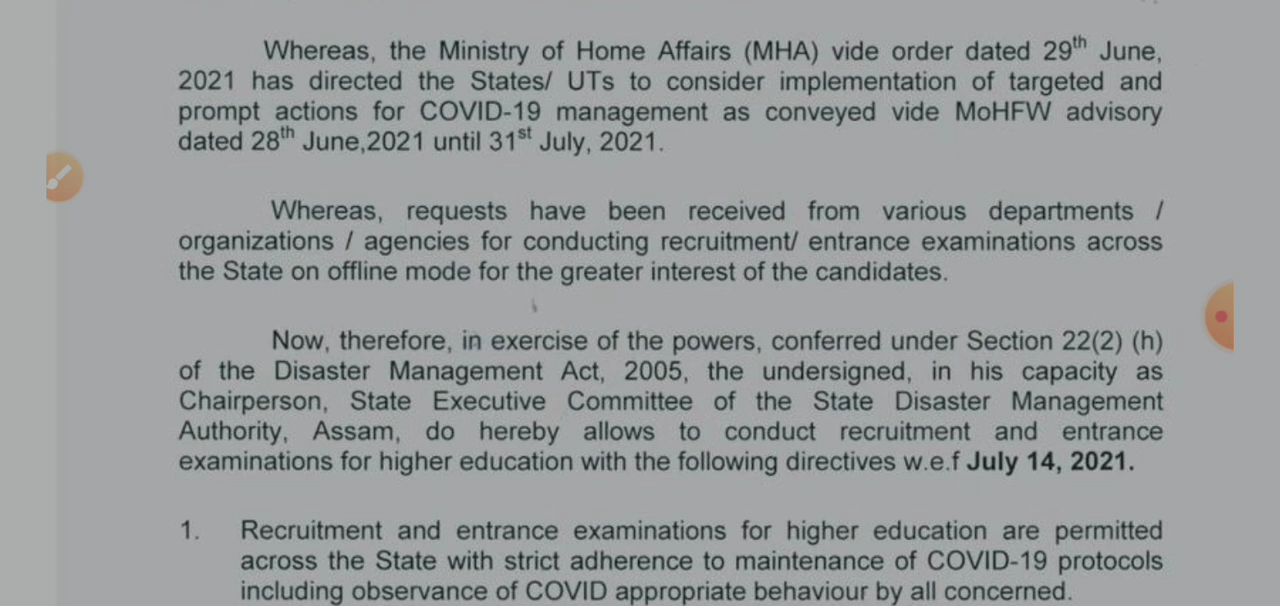 Whereas, the Ministry of Home Affairs (MHA) vide order dated 29th June,
2021 has directed the States/ UTs to consider implementation of targeted and
prompt actions for COVID-19 management as conveyed vide MoHFW advisory
dated 28th June,2021 until 31st July, 2021.
Whereas, requests have been received from various departments /
organizations / agencies for conducting recruitment/ entrance examinations across
the State on offline mode for the greater interest of the candidates.
Now, therefore, in exercise of the powers, conferred under Section 22(2) (h)
of the Disaster Management Act, 2005, the undersigned, in his capacity as
Chairperson, State Executive Committee of the State Disaster Management
Authority, Assam, do hereby allows to conduct recruitment and entrance
examinations for higher education with the following directives w.e.f July 14, 2021.
1. Recruitment and entrance examinations for higher education are permitted
across the State with strict adherence to maintenance of COVID-19 protocols
including observance of COVID appropriate behaviour by all concerned.